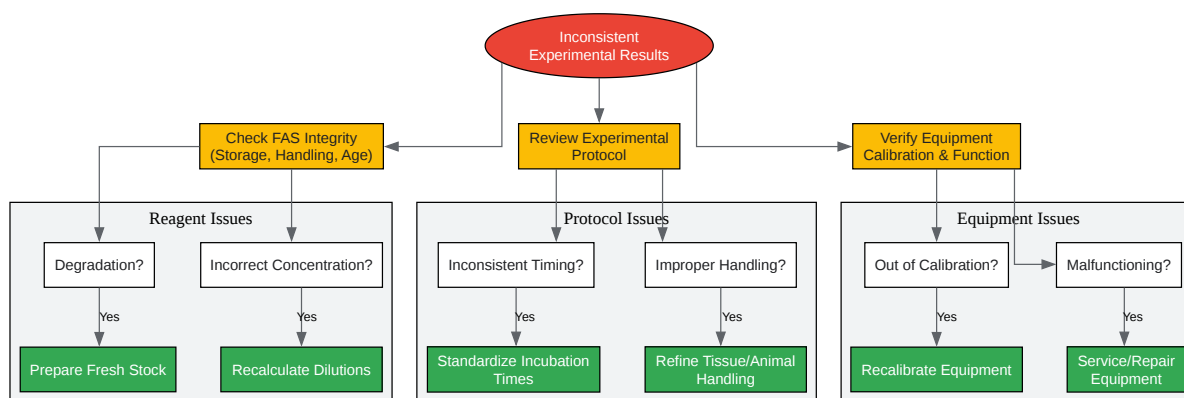 Inconsistent
Experimental Results
Check FAS Integrity
(Storage, Handling, Age)
Review Experimental
Protocol
Verify Equipment
Calibration & Function
Reagent Issues
Protocol Issues
Equipment Issues
Degradation?
Incorrect Concentration?
Inconsistent Timing?
Improper Handling?
Out of Calibration?
Malfunctioning?
Yes
Yes
Yes
Yes
Yes
Yes
Prepare Fresh Stock
Recalculate Dilutions
Standardize Incubation
Times
Refine Tissue/Animal
Handling
Recalibrate Equipment
Service/Repair
Equipment